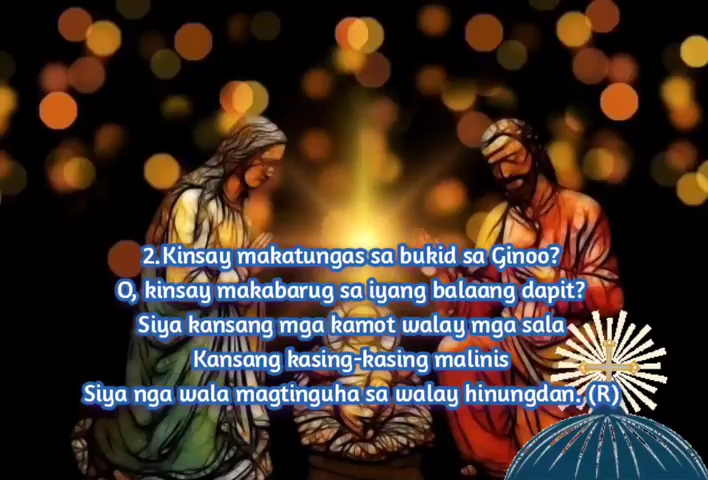 2.Kinsay makatungas sa bukid sa Ginoo?
O, kinsay makabarug sa iyang balaang dapit?
Siya kansang mga kamot walay mga sala
Kansang kasing-kasing malinis
Siya nga wala magtinguha sa walay hinungdan. (R)